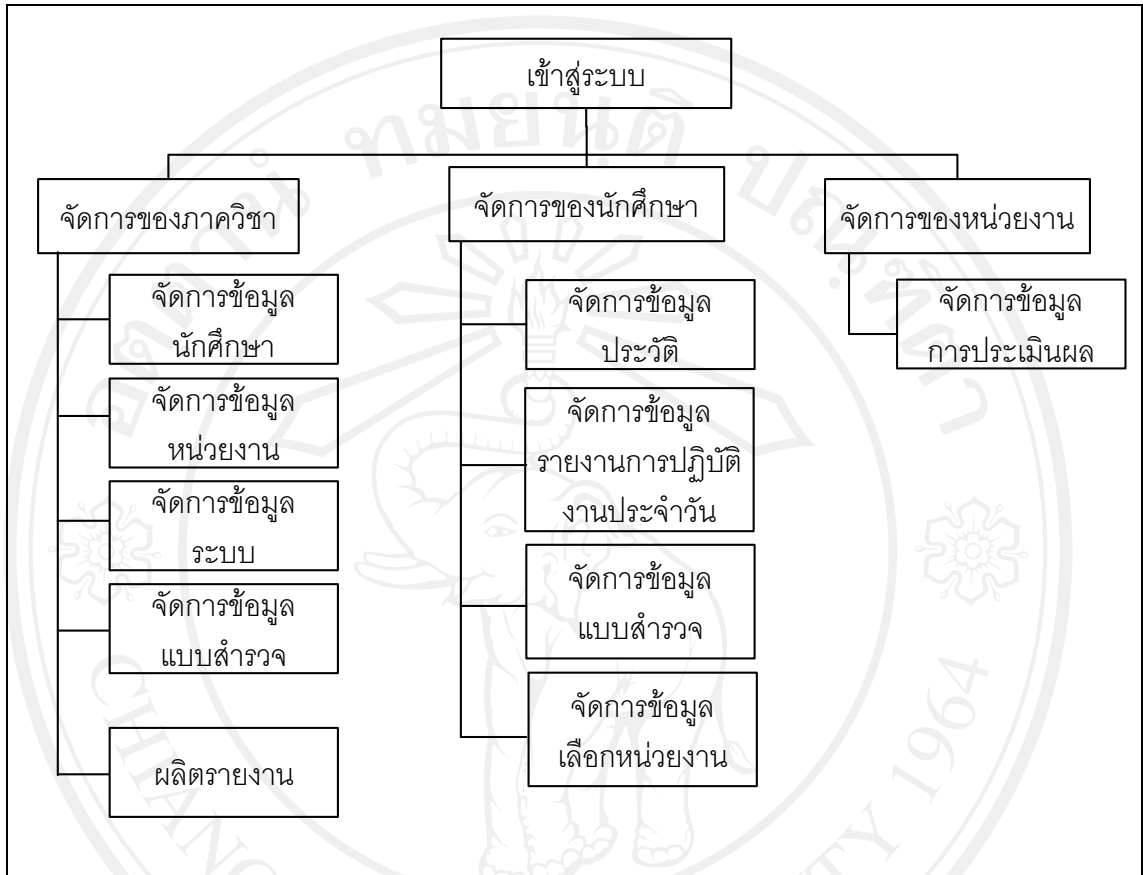 เข้าสู่ระบบ
จัดการของภาควิชา
จัดการข้อมูล
นักศึกษา
จัดการข้อมูล
หน่วยงาน
จัดการข้อมูล
ระบบ
จัดการข้อมูล
แบบสำรวจ
ผลิตรายงาน
จัดการของนักศึกษา
จัดการข้อมูล
ประวัติ
จัดการข้อมูล
รายงานการปฏิบัติ
งานประจำวัน
จัดการข้อมูล
แบบสำรวจ
จัดการข้อมูล
เลือกหน่วยงาน
จัดการของหน่วยงาน
จัดการข้อมูล
การประเมินผล
1964